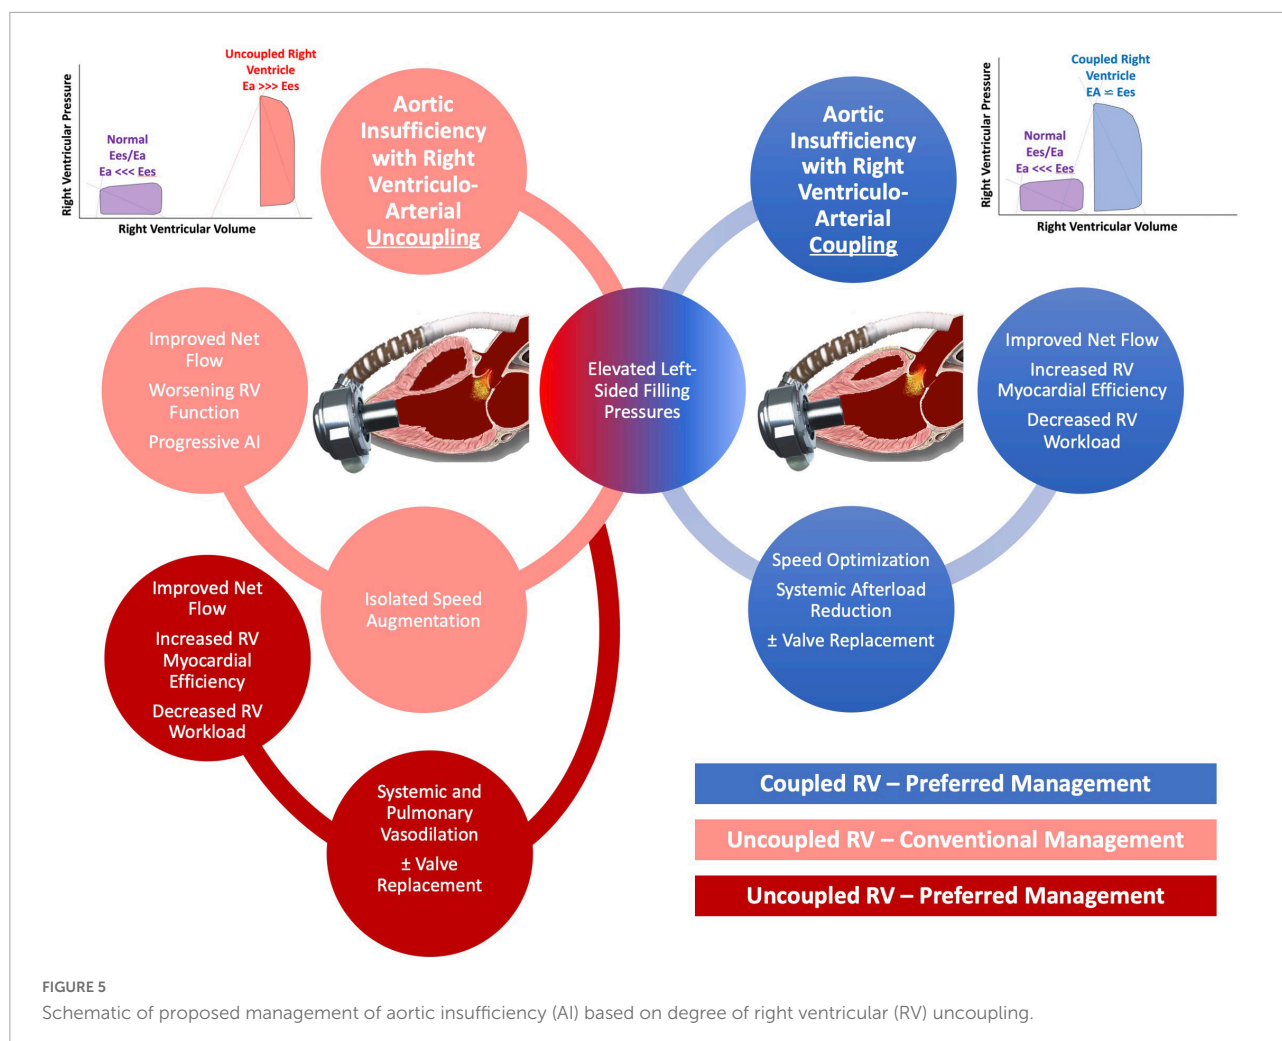 Uncoupled Right
Ventricle
Ea >>> Ees
Normal
Ees/Ea
Ea <<< Ees
Right Ventricular Pressure
Right Ventricular Volume
Aortic
Insufficiency
with Right
Ventriculo-
Arterial
Uncoupling
Aortic
Insufficiency
with Right
Ventriculo-
Arterial
Coupling
Coupled Right
Ventricle
EA ≌ Ees
Normal
Ees/Ea
Ea <<< Ees
Right Ventricular Pressure
Right Ventricular Volume
Improved Net
Flow
Worsening RV
Function
Progressive AI
Elevated Left-
Sided Filling
Pressures
Improved Net Flow
Increased RV
Myocardial Efficiency
Decreased RV
Workload
Isolated Speed
Augmentation
Speed Optimization
Systemic Afterload
Reduction
± Valve Replacement
Improved Net
Flow
Increased RV
Myocardial
Efficiency
Decreased RV
Workload
Systemic and
Pulmonary
Vasodilation
± Valve
Replacement
Coupled RV – Preferred Management
Uncoupled RV – Conventional Management
Uncoupled RV – Preferred Management
FIGURE 5
Schematic of proposed management of aortic insufficiency (AI) based on degree of right ventricular (RV) uncoupling.